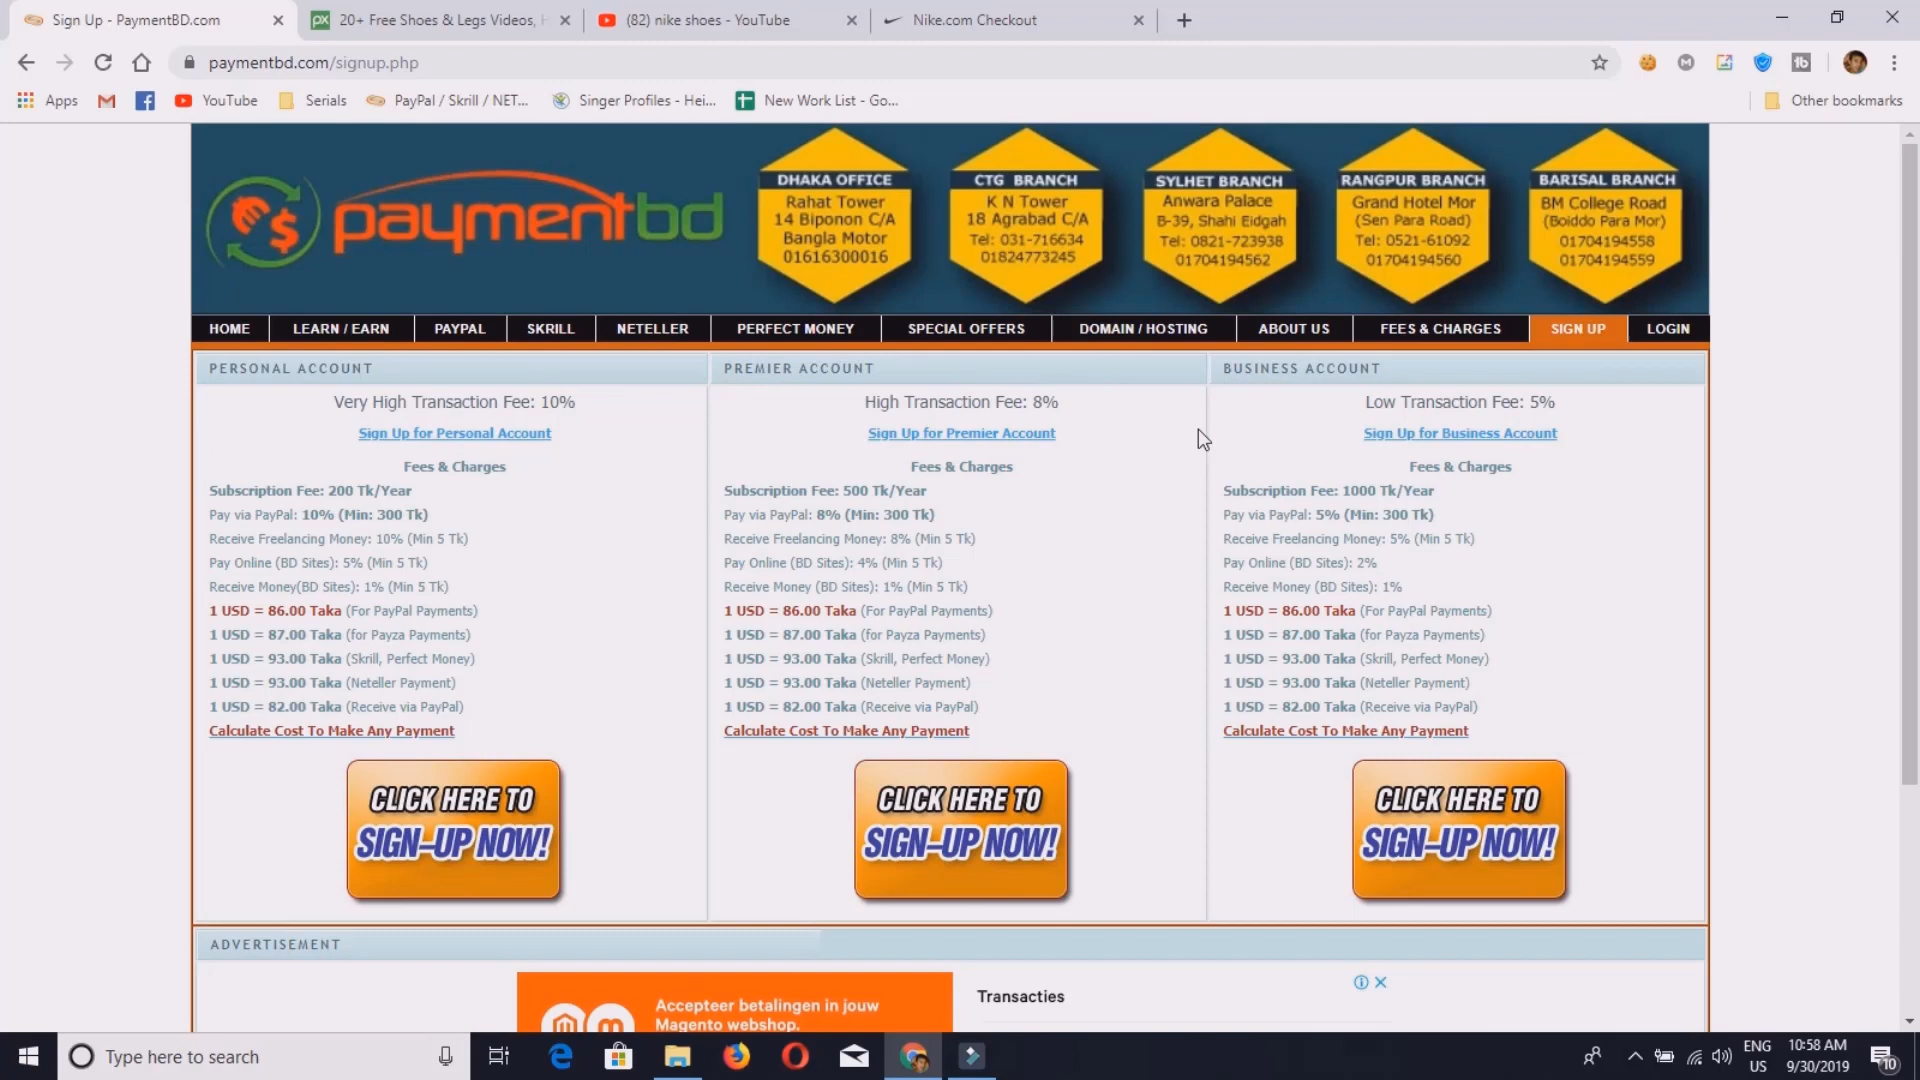 Sign Up - PaymentBD.com
20+ Free Shoes & Legs Videos, H
(82) nike shoes - YouTube
Nike.com Checkout
paymentbd.com/signup.php
Apps
YouTube
Serials
PayPal / Skrill / NET...
Singer Profiles - Hei...
New Work List - Go...
Other bookmarks
paymentbd
DHAKA OFFICE
Rahat Tower
14 Biponon C/A
Bangla Motor
01616300016
CTG BRANCH
K N Tower
18 Agrabad C/A
Tel: 031-716634
01824773245
SYLHET BRANCH
Anwara Palace
B-39, Shahi Eidgah
Tel: 0821-723938
01704194562
RANGPUR BRANCH
Grand Hotel Mor
(Sen Para Road)
Tel: 0521-61092
01704194560
BARISAL BRANCH
BM College Road
(Boiddo Para Mor)
01704194558
01704194559
HOME
LEARN / EARN
PAYPAL
SKRILL
NETELLER
PERFECT MONEY
SPECIAL OFFERS
DOMAIN / HOSTING
ABOUT US
FEES & CHARGES
SIGN UP
LOGIN
PERSONAL ACCOUNT
Very High Transaction Fee: 10%
Sign Up for Personal Account
Fees & Charges
Subscription Fee: 200 Tk/Year
Pay via PayPal: 10% (Min: 300 Tk)
Receive Freelancing Money: 10% (Min 5 Tk)
Pay Online (BD Sites): 5% (Min 5 Tk)
Receive Money(BD Sites): 1% (Min 5 Tk)
1 USD = 86.00 Taka (For PayPal Payments)
1 USD = 87.00 Taka (for Payza Payments)
1 USD = 93.00 Taka (Skrill, Perfect Money)
1 USD = 93.00 Taka (Neteller Payment)
1 USD = 82.00 Taka (Receive via PayPal)
Calculate Cost To Make Any Payment
CLICK HERE TO
SIGN-UP NOW!
PREMIER ACCOUNT
High Transaction Fee: 8%
Sign Up for Premier Account
Fees & Charges
Subscription Fee: 500 Tk/Year
Pay via PayPal: 8% (Min: 300 Tk)
Receive Freelancing Money: 8% (Min 5 Tk)
Pay Online (BD Sites): 4% (Min 5 Tk)
Receive Money (BD Sites): 1% (Min 5 Tk)
1 USD = 86.00 Taka (For PayPal Payments)
1 USD = 87.00 Taka (for Payza Payments)
1 USD = 93.00 Taka (Skrill, Perfect Money)
1 USD = 93.00 Taka (Neteller Payment)
1 USD = 82.00 Taka (Receive via PayPal)
Calculate Cost To Make Any Payment
CLICK HERE TO
SIGN-UP NOW!
BUSINESS ACCOUNT
Low Transaction Fee: 5%
Sign Up for Business Account
Fees & Charges
Subscription Fee: 1000 Tk/Year
Pay via PayPal: 5% (Min: 300 Tk)
Receive Freelancing Money: 5% (Min 5 Tk)
Pay Online (BD Sites): 2%
Receive Money (BD Sites): 1%
1 USD = 86.00 Taka (For PayPal Payments)
1 USD = 87.00 Taka (for Payza Payments)
1 USD = 93.00 Taka (Skrill, Perfect Money)
1 USD = 93.00 Taka (Neteller Payment)
1 USD = 82.00 Taka (Receive via PayPal)
Calculate Cost To Make Any Payment
CLICK HERE TO
SIGN-UP NOW!
ADVERTISEMENT
Accepteer betalingen in jouw
Magento webshop.
Transacties
Type here to search
ENG
US
10:58 AM
9/30/2019
10